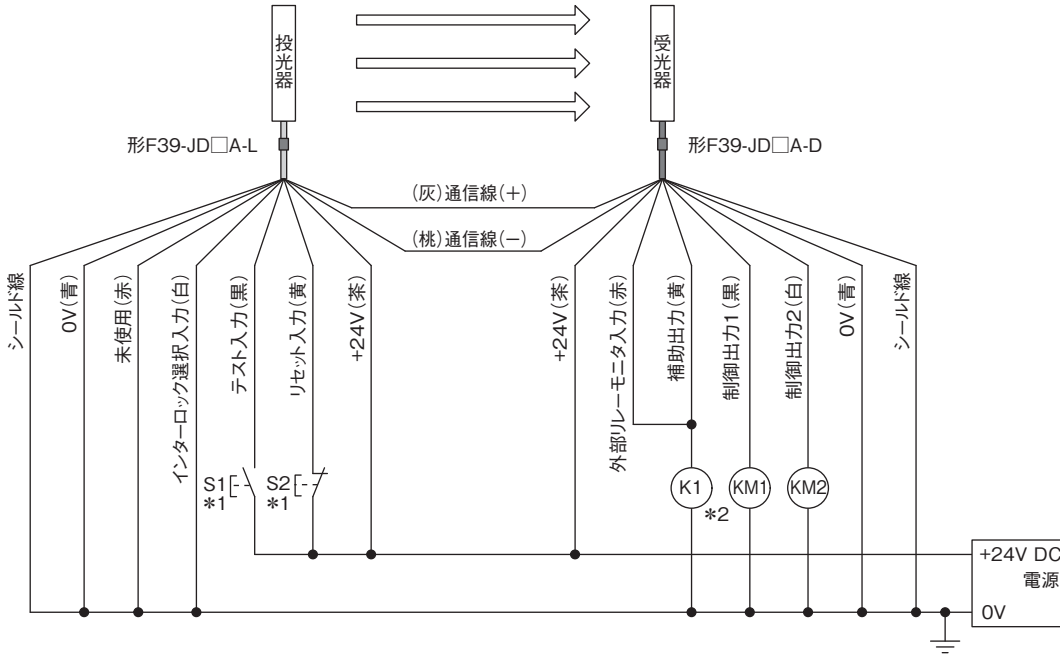 投光器
受光器
形F39-JD□A-L
形F39-JD□A-D
(灰)通信線(+)
(桃)通信線(−)
シールド線
0V(青)
未使用(赤)
インターロック選択入力(白)
テスト入力(黒)
リセット入力(黄)
+24V(茶)
+24V(茶)
外部リレーモニタ入力(赤)
補助出力(黄)
制御出力1(黒)
制御出力2(白)
0V(青)
シールド線
S1
*1
S2
*1
K1
*2
KM1
KM2
+24V DC
電源
0V